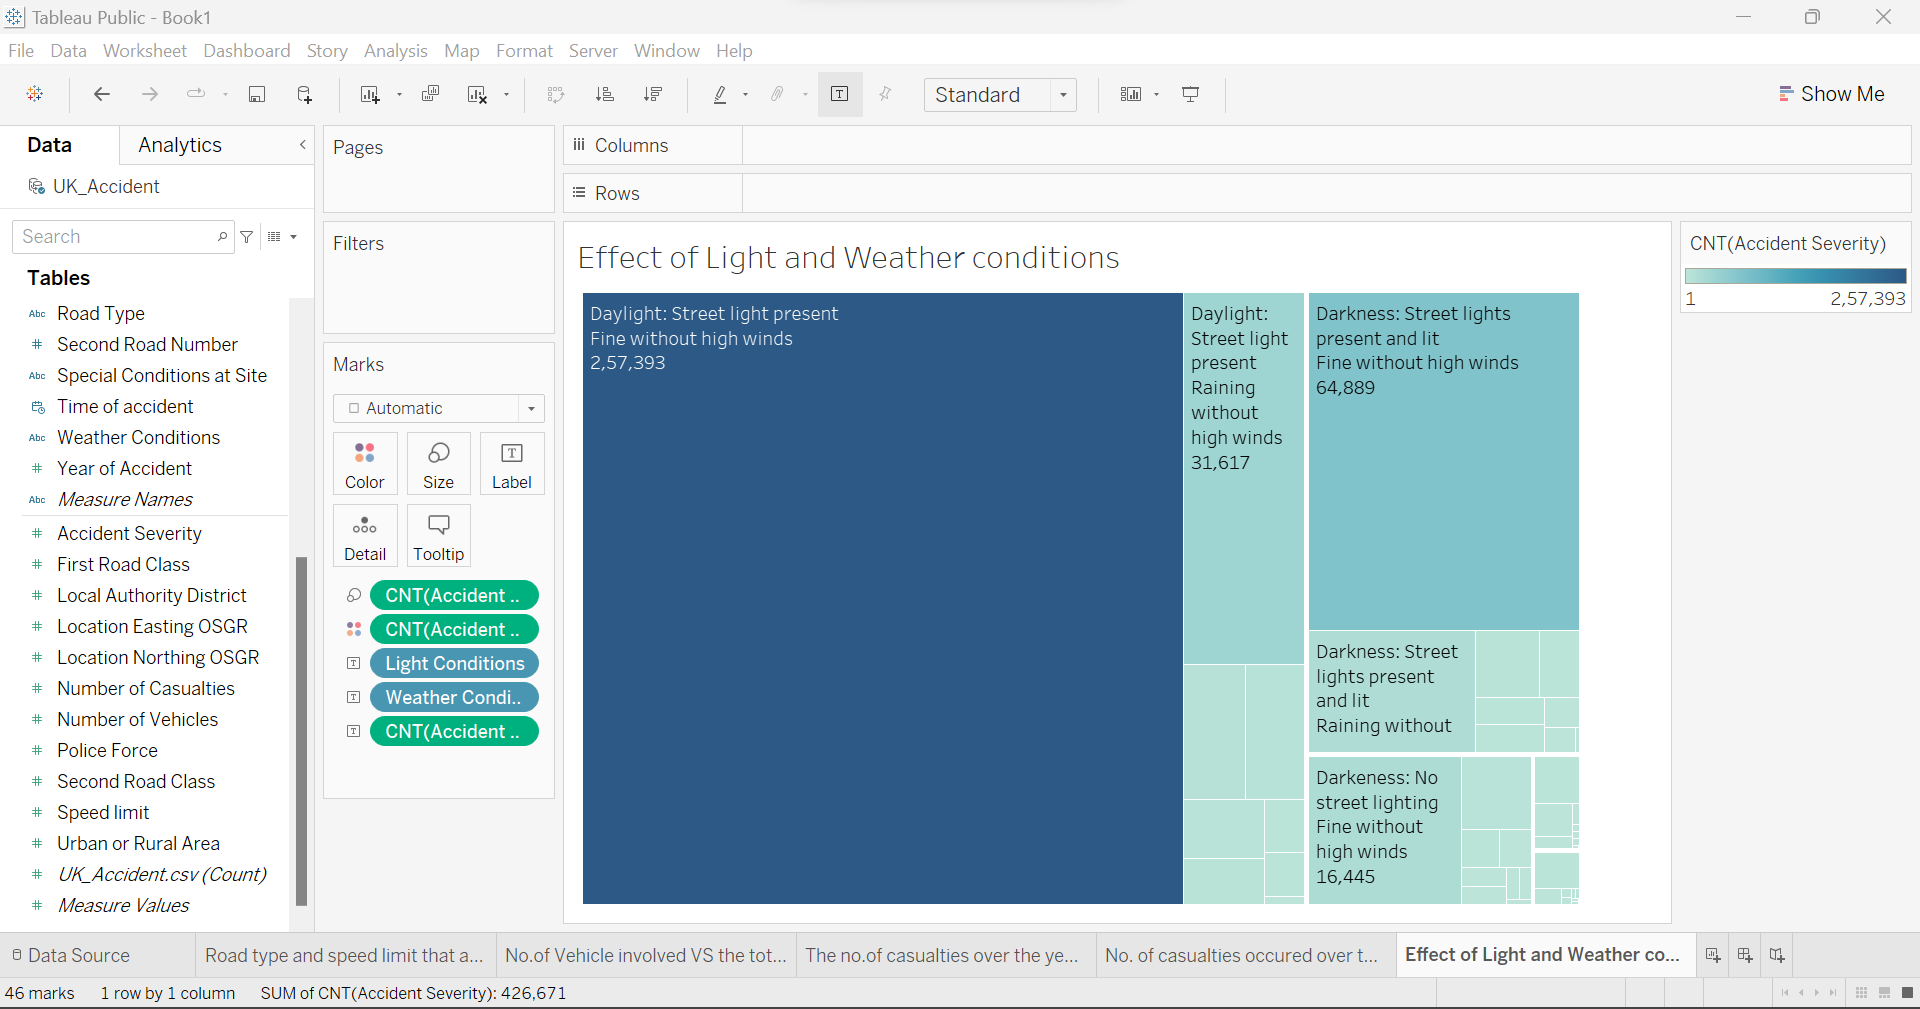 Tableau Public - Book1
File Data Worksheet Dashboard Story Analysis Map Format Server Window Help
Standard
Show Me
Data
Analytics
UK_Accident
Search
Tables
Abc Road Type
# Second Road Number
Abc Special Conditions at Site
Time of accident
Abc Weather Conditions
# Year of Accident
Abc Measure Names
# Accident Severity
# First Road Class
# Local Authority District
# Location Easting OSGR
# Location Northing OSGR
# Number of Casualties
# Number of Vehicles
# Police Force
# Second Road Class
# Speed limit
# Urban or Rural Area
# UK_Accident.csv (Count)
# Measure Values
Pages
Filters
Marks
Automatic
Color
Size
T
Label
Detail
Tooltip
CNT(Accident ..
CNT(Accident ..
T Light Conditions
T Weather Condi..
T CNT(Accident ..
Columns
Rows
Effect of Light and Weather conditions
Daylight: Street light present
Fine without high winds
2,57,393
Daylight:
Street light
present
Raining
without
high winds
31,617
Darkness: Street lights
present and lit
Fine without high winds
64,889
Darkness: Street
lights present
and lit
Raining without
Darkeness: No
street lighting
Fine without
high winds
16,445
CNT(Accident Severity)
1
2,57,393
Data Source
Road type and speed limit that a...
No.of Vehicle involved VS the tot...
The no.of casualties over the ye...
No. of casualties occured over t...
Effect of Light and Weather co...
46 marks
1 row by 1 column
SUM of CNT(Accident Severity): 426,671